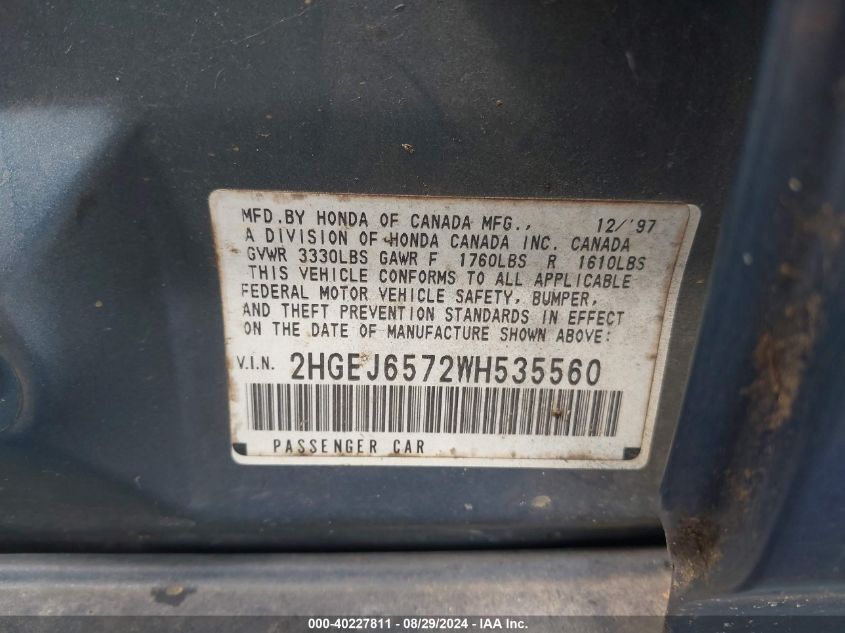 MFD.BY HONDA OF CANADA MFG., 12/'97
A DIVISION OF HONDA CANADA INC. CANADA
GVWR 3330LBS GAWR F 1760LBS R 1610LBS
THIS VEHICLE CONFORMS TO ALL APPLICABLE
FEDERAL MOTOR VEHICLE SAFETY, BUMPER,
AND THEFT PREVENTION STANDARDS IN EFFECT
ON THE DATE OF MANUFACTURE SHOWN ABOVE:
V.I.N. 2HGEJ6572WH535560
PASSENGER CAR
000-40227811 - 08/29/2024 - IAA Inc.